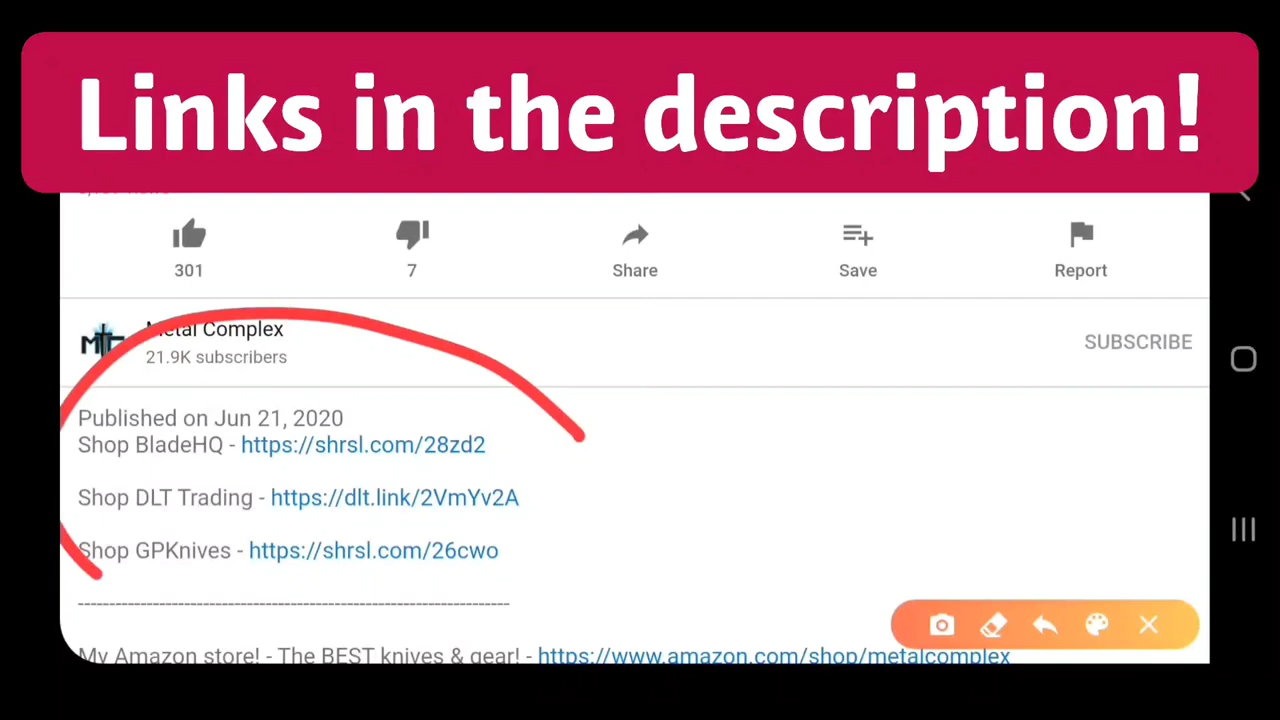 Links in the description!
301
7
Share
Save
Report
Metal Complex
21.9K subscribers
SUBSCRIBE
Published on Jun 21, 2020
Shop BladeHQ - https://shrsl.com/28zd2
Shop DLT Trading - https://dlt.link/2VmYv2A
Shop GPKnives - https://shrsl.com/26cwo
-------------------------------------------------------------------
My Amazon store! - The BEST knives & gear! - https://www.amazon.com/shop/metalcomplex